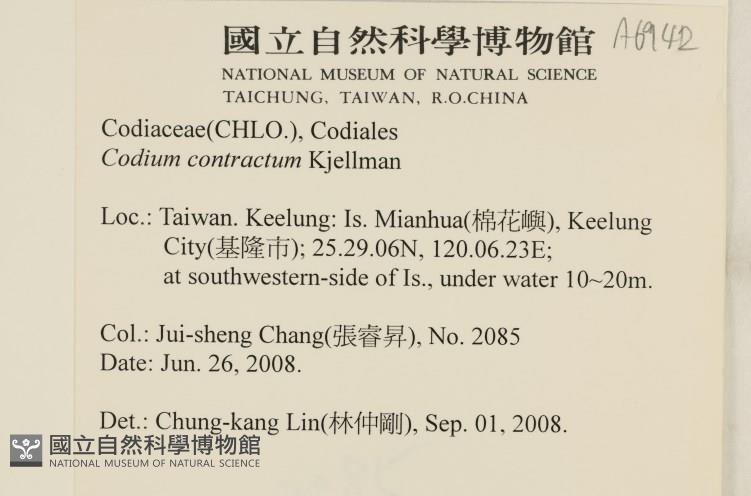 國立自然科學博物館 A6942
NATIONAL MUSEUM OF NATURAL SCIENCE
TAICHUNG, TAIWAN, R.O.CHINA
Codiaceae(CHLO.), Codiales
Codium contractum Kjellman
Loc.: Taiwan. Keelung: Is. Mianhua(棉花嶼), Keelung
City(基隆市); 25.29.06N, 120.06.23E;
at southwestern-side of Is., under water 10~20m.
Col.: Jui-sheng Chang(張睿昇), No. 2085
Date: Jun. 26, 2008.
Det.: Chung-kang Lin(林仲剛), Sep. 01, 2008.
國立自然科學博物館
NATIONAL MUSEUM OF NATURAL SCIENCE